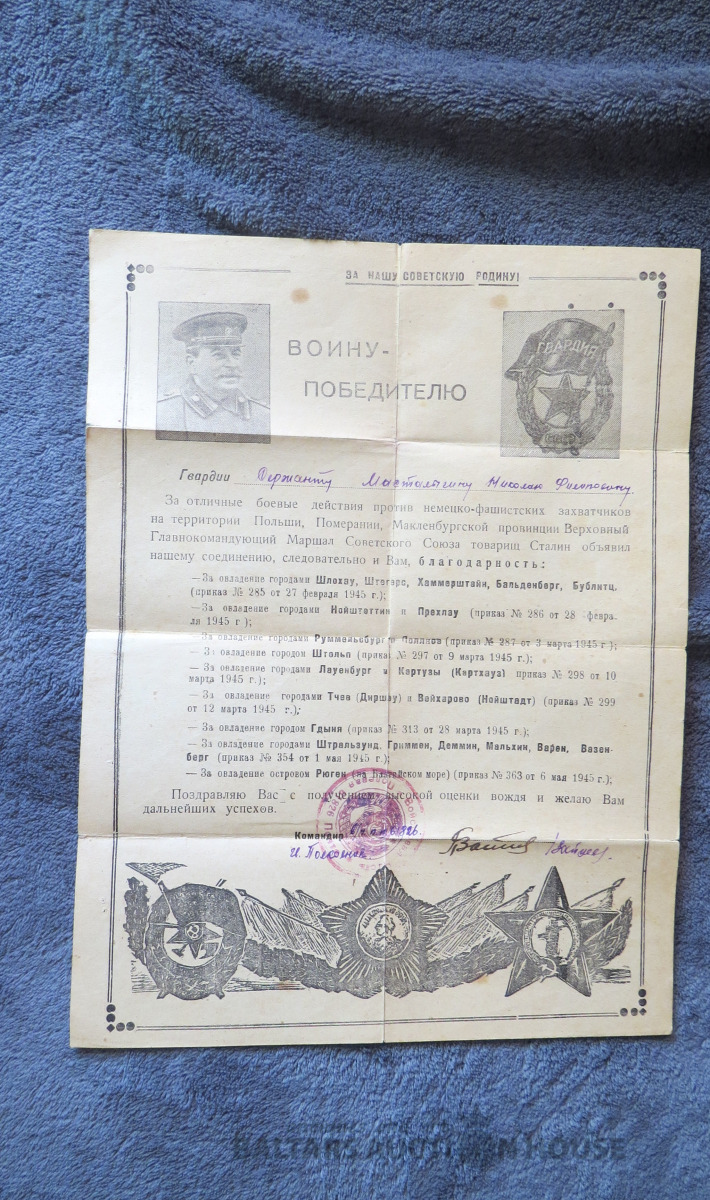 ЗА НАШУ СОВЕТСКУЮ РОДИНУ!
ВОИНУ-
ПОБЕДИТЕЛЮ
ГВАРДИЯ
Гвардии Сержанту Николаю
За отличные боевые действия против немецко-фашистских захватчиков
на территории Польши, Померании, Макленбургской провинции Верховный
Главнокомандующий Маршал Советского Союза товарищ Сталин объявил
нашему соединению, следовательно и Вам, благодарность:
— За овладение городами Шлохау, Штегерс, Хаммерштайн, Бальденберг, Бублитц.
(приказ № 285 от 27 февраля 1945 г.);
— За овладение городами Нойштеттин и Прехлау (приказ № 286 от 28 февра-
ля 1945 г);
— За овладение городами Руммельсбург и Поллнов (приказ № 287 от 3 марта 1945 г.);
— За овладение городом Штольп (приказ № 297 от 9 марта 1945 г.);
— За овладение городами Лауенбург и Картузы (Картхауз) приказ № 298 от 10
марта 1945 г.);
— За овладение городами Тчев (Диршау) и Вейхерово (Нойштадт) (приказ № 299
от 12 марта 1945 г.);
— За овладение городом Гдыня (приказ № 313 от 28 марта 1945 г.);
— За овладение городами Штральзунд, Гриммен, Деммин, Мальхин, Варен, Везен-
берг (приказ № 354 от 1 мая 1945 г.);
— За овладение островом Рюген (на Балтайском море) (приказ № 363 от 6 мая 1945 г.);
Поздравляю Вас с получением высокой оценки вождя и желаю Вам
дальнейших успехов.
Командир
BALTARS AUCTION HOUSE